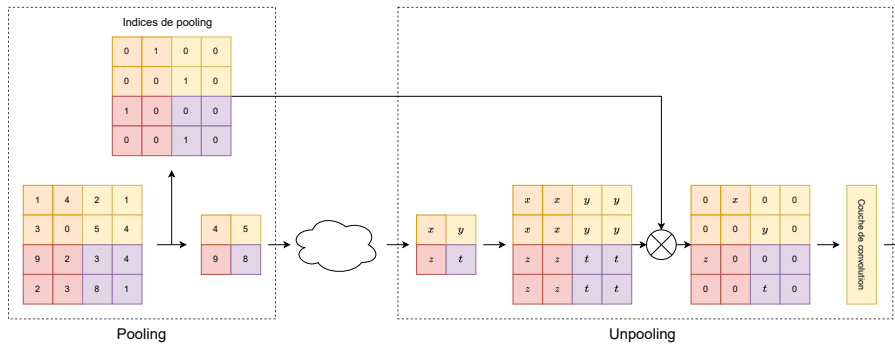 Indices de pooling
0 1 0 0
0 0 1 0
1 0 0 0
0 0 1 0
1 4 2 1
3 0 5 4
9 2 3 4
2 3 8 1
4 5
9 8
Pooling
x y
z t
x x y y
x x y y
z z t t
z z t t
0 x 0 0
0 0 y 0
z 0 0 0
0 0 t 0
Couche de convolution
Unpooling